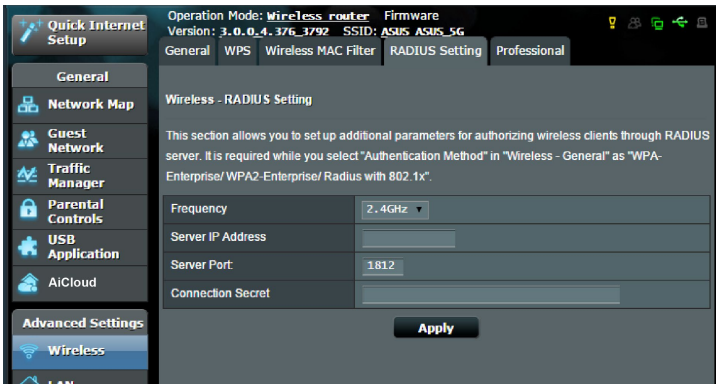 Quick Internet
Setup
Operation Mode: Wireless router Firmware
Version: 3.0.0.4.376_3792 SSID: ASUS ASUS_5G
General WPS Wireless MAC Filter RADIUS Setting Professional
General
Network Map
Guest
Network
Traffic
Manager
Parental
Controls
USB
Application
AiCloud
Advanced Settings
Wireless
LAN
Wireless - RADIUS Setting
This section allows you to set up additional parameters for authorizing wireless clients through RADIUS
server. It is required while you select "Authentication Method" in "Wireless - General" as "WPA-
Enterprise/ WPA2-Enterprise/ Radius with 802.1x".
Frequency 2.4GHz
Server IP Address
Server Port: 1812
Connection Secret
Apply